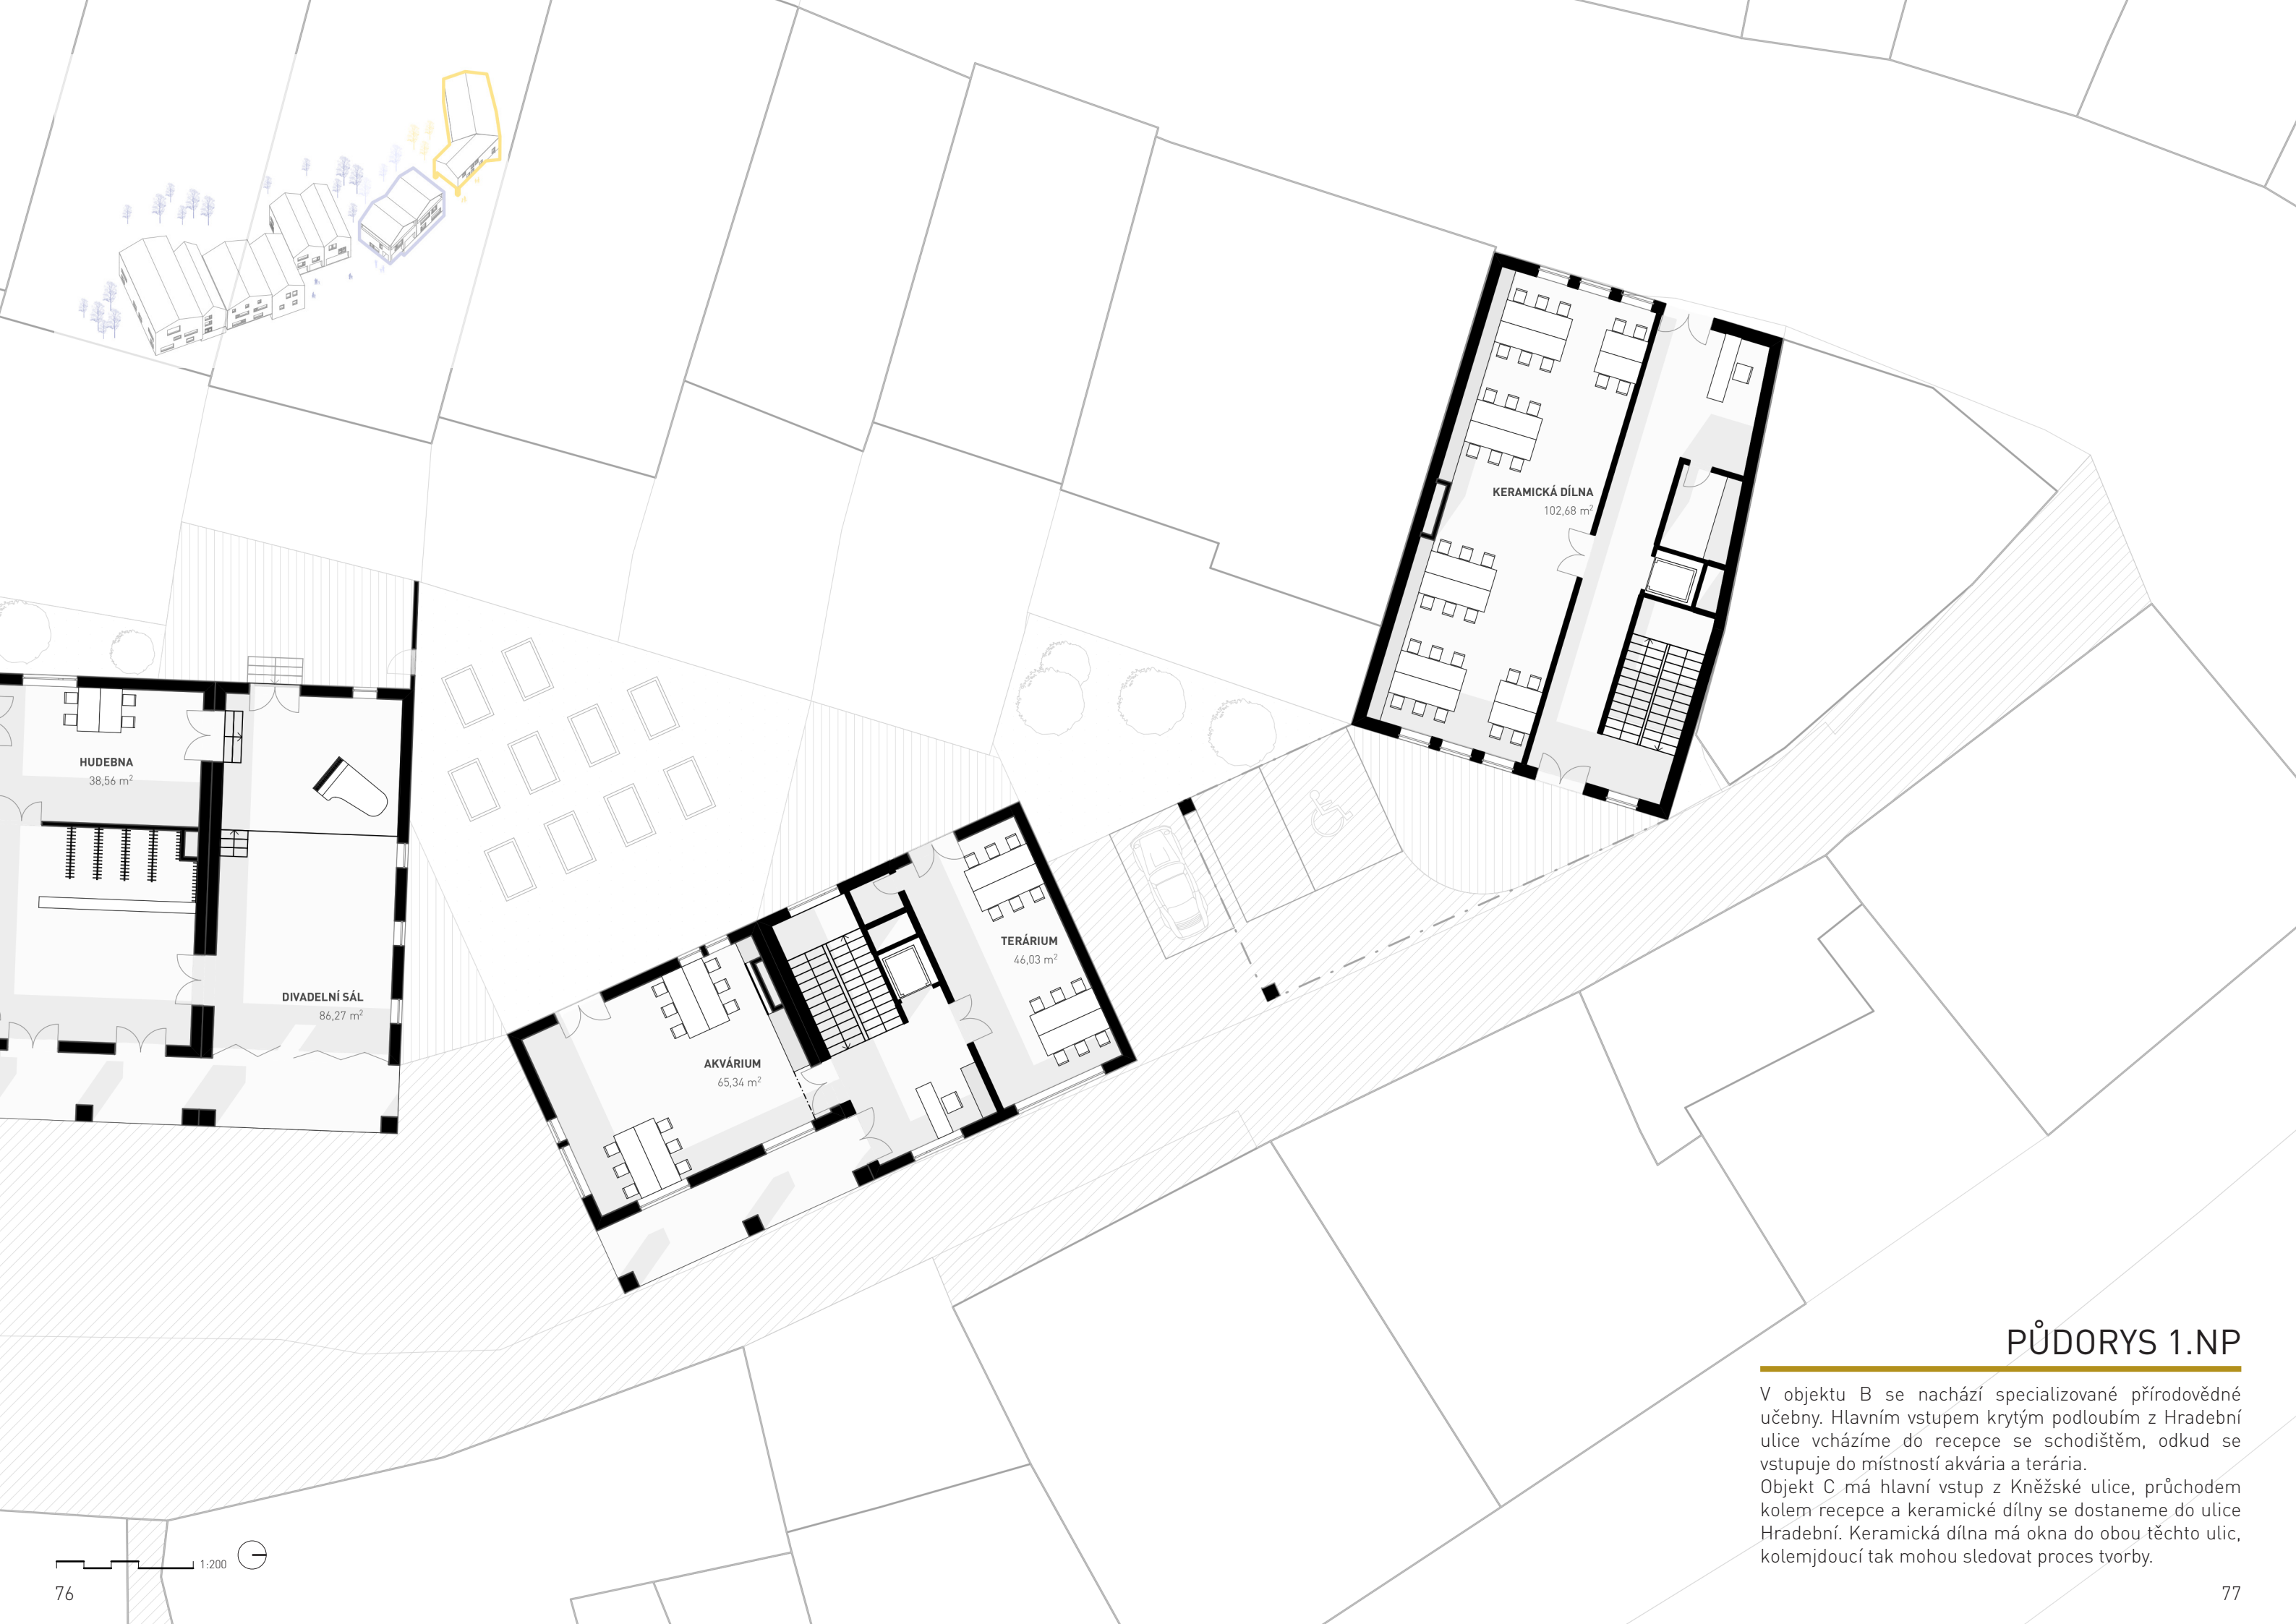 KERAMICKÁ DÍLNA
102,68 m²
HUDEBNA
38,56 m²
TERÁRIUM
46,03 m²
DIVADELNÍ SÁL
86,27 m²
AKVÁRIUM
65,34 m²
PŮDORYS 1.NP
V objektu B se nachází specializované přírodovědné
učebny. Hlavním vstupem krytým podloubím z Hradební
ulice vcházíme do recepce se schodištěm, odkud se
vstupuje do místností akvária a terária.
Objekt C má hlavní vstup z Kněžské ulice, průchodem
kolem recepce a keramické dílny se dostaneme do ulice
Hradební. Keramická dílna má okna do obou těchto ulic,
kolemjdoucí tak mohou sledovat proces tvorby.
1:200
76
77